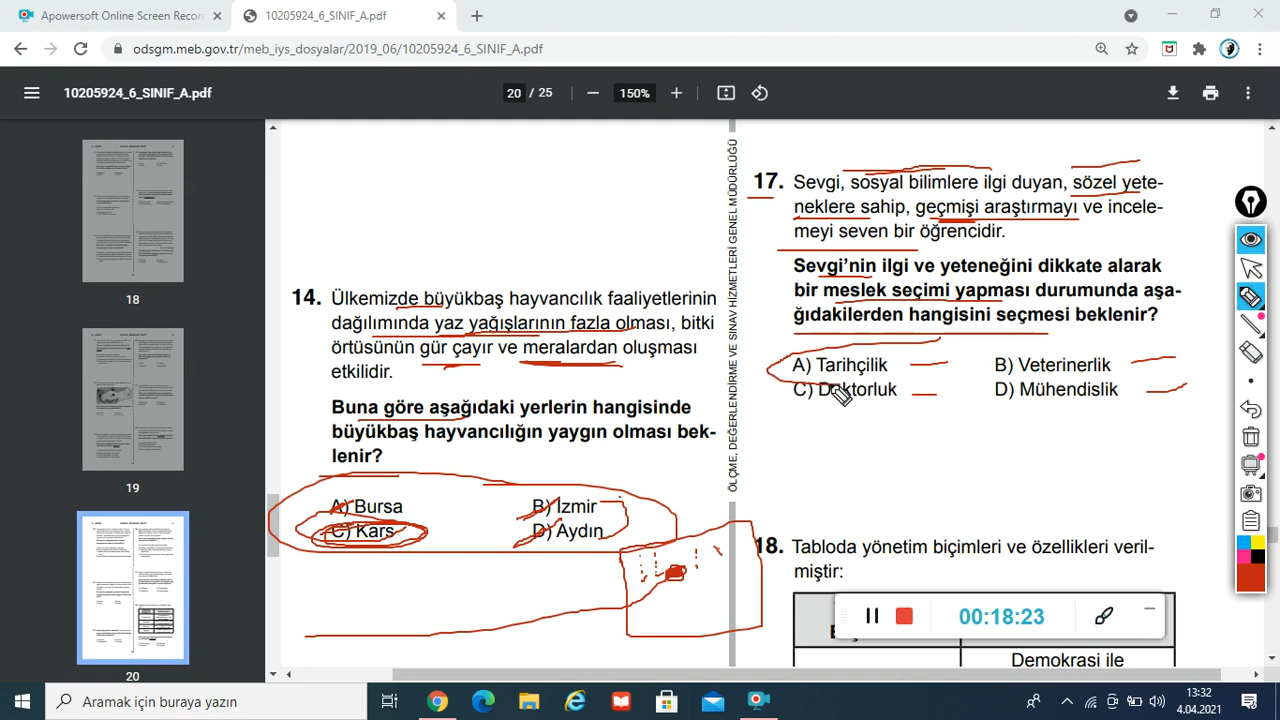 Apowersoft Online Screen Recor
10205924_6_SINIF_A.pdf
odsgm.meb.gov.tr/meb_iys_dosyalar/2019_06/10205924_6_SINIF_A.pdf
10205924_6_SINIF_A.pdf
20 / 25
150%
18
19
20
14. Ülkemizde büyükbaş hayvancılık faaliyetlerinin
dağılımında yaz yağışlarının fazla olması, bitki
örtüsünün gür çayır ve meralardan oluşması
etkilidir.
Buna göre aşağıdaki yerlerin hangisinde
büyükbaş hayvancılığın yaygın olması bek-
lenir?
A) Bursa
B) İzmir
C) Kars
D) Aydın
ÖLÇME, DEĞERLENDİRME VE SINAV HİZMETLERİ GENEL MÜDÜRLÜĞÜ
17. Sevgi, sosyal bilimlere ilgi duyan, sözel yete-
neklere sahip, geçmişi araştırmayı ve incele-
meyi seven bir öğrencidir.
Sevgi'nin ilgi ve yeteneğini dikkate alarak
bir meslek seçimi yapması durumunda aşa-
ğıdakilerden hangisini seçmesi beklenir?
A) Tarihçilik
B) Veterinerlik
C) Doktorluk
D) Mühendislik
18. Tabloda yönetim biçimleri ve özellikleri veril-
miştir:
Demokrasi ile
00:18:23
Aramak için buraya yazın
13:32
4.04.2021